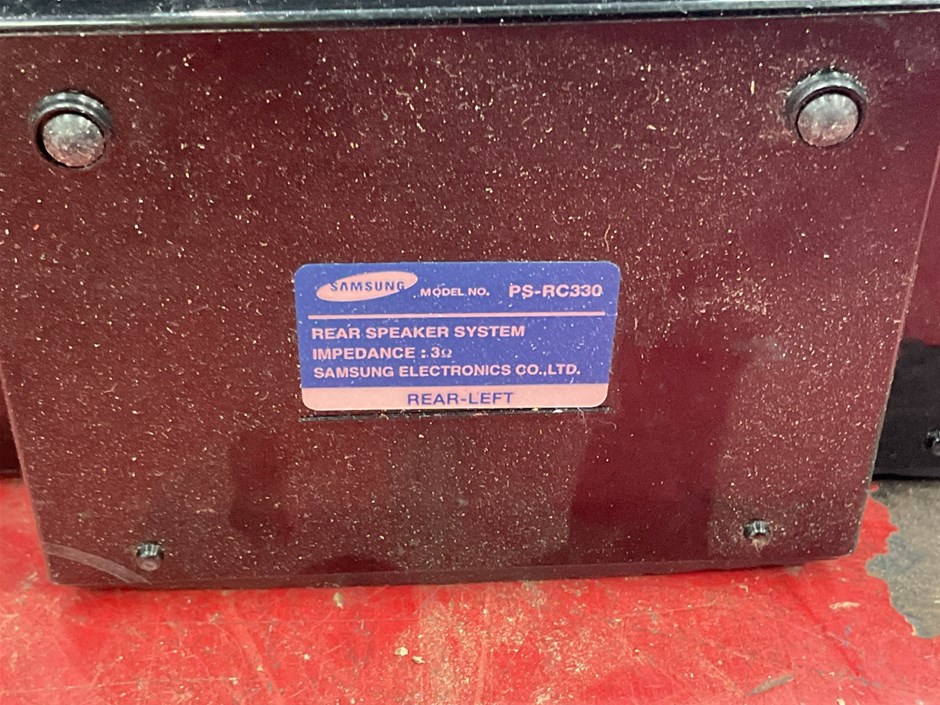 SAMSUNG MODEL NO. PS-RC330
REAR SPEAKER SYSTEM
IMPEDANCE : 3Ω
SAMSUNG ELECTRONICS CO.,LTD.
REAR-LEFT